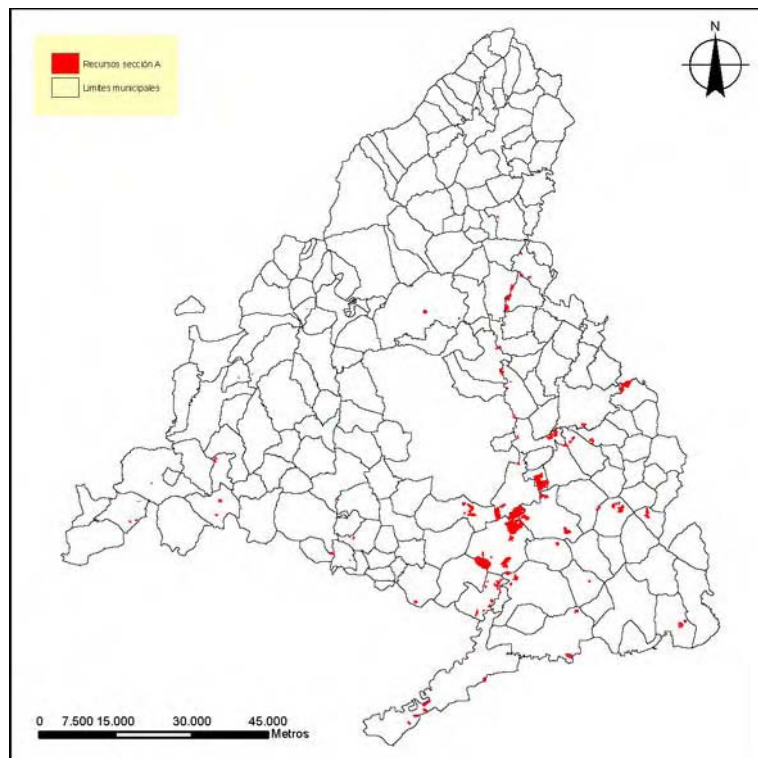 N
Recursos sección A
Límites municipales
0 7.500 15.000 30.000 45.000
Metros